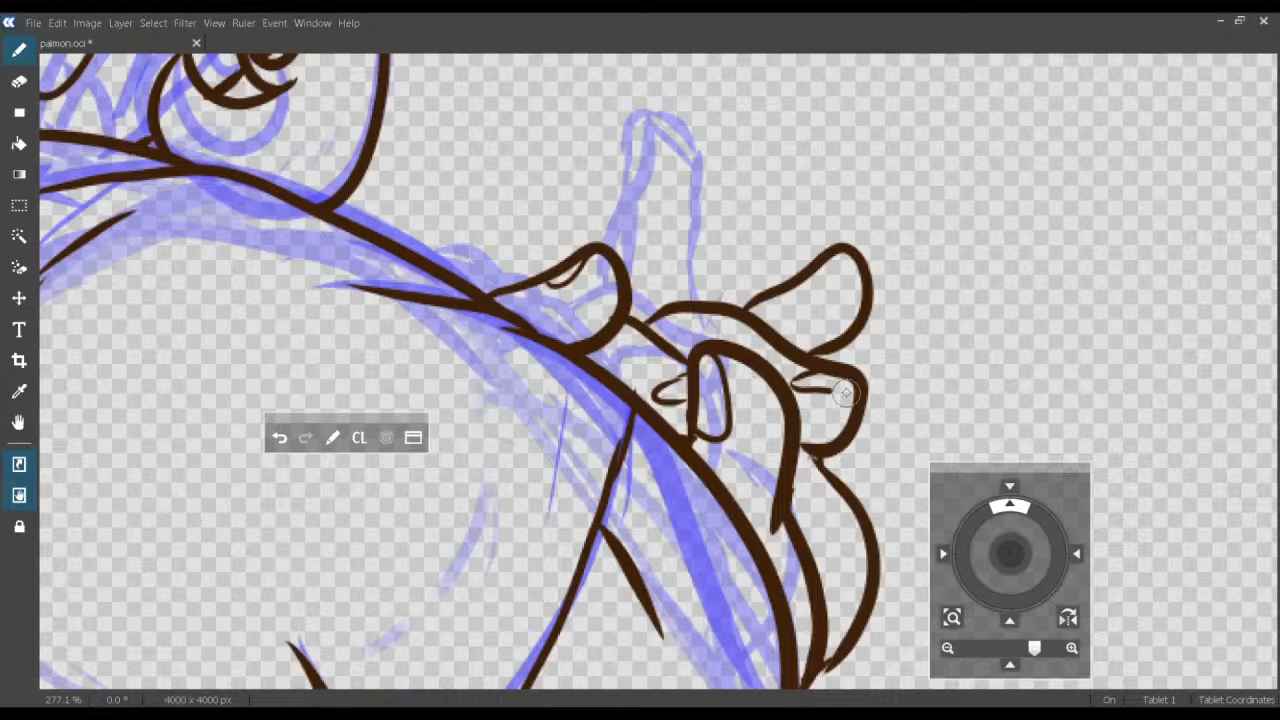 File Edit Image Layer Select Filter View Ruler Event Window Help
paimon.oci *
T
CL
277.1 % 0.0 ° 4000 x 4000 px On Tablet 1 Tablet Coordinates